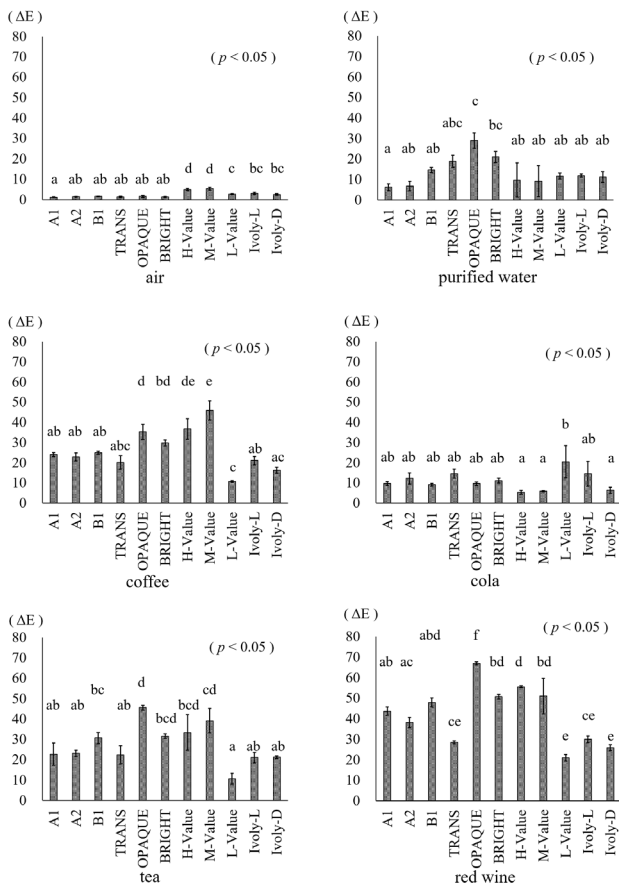 ( ΔE )
80
70
60
50
40
30
20
10
0
( p < 0.05 )
a ab ab ab ab ab d d c bc bc
A1 A2 B1 TRANS OPAQUE BRIGHT H-Value M-Value L-Value Ivoly-L Ivoly-D
air
( ΔE )
80
70
60
50
40
30
20
10
0
( p < 0.05 )
a ab ab abc c bc ab ab ab ab ab
A1 A2 B1 TRANS OPAQUE BRIGHT H-Value M-Value L-Value Ivoly-L Ivoly-D
purified water
( ΔE )
80
70
60
50
40
30
20
10
0
( p < 0.05 )
ab ab ab abc d bd de e c ab ac
A1 A2 B1 TRANS OPAQUE BRIGHT H-Value M-Value L-Value Ivoly-L Ivoly-D
coffee
( ΔE )
80
70
60
50
40
30
20
10
0
( p < 0.05 )
ab ab ab ab ab ab a a b ab a
A1 A2 B1 TRANS OPAQUE BRIGHT H-Value M-Value L-Value Ivoly-L Ivoly-D
cola
(ΔE )
80
70
60
50
40
30
20
10
0
( p < 0.05 )
ab ab bc ab d bcd bcd cd a ab ab
A1 A2 B1 TRANS OPAQUE BRIGHT H-Value M-Value L-Value Ivoly-L Ivoly-D
tea
(ΔE )
80
70
60
50
40
30
20
10
0
( p < 0.05 )
ab ac abd ce f bd d bd e ce e
A1 A2 B1 TRANS OPAQUE BRIGHT H-Value M-Value L-Value Ivoly-L Ivoly-D
red wine